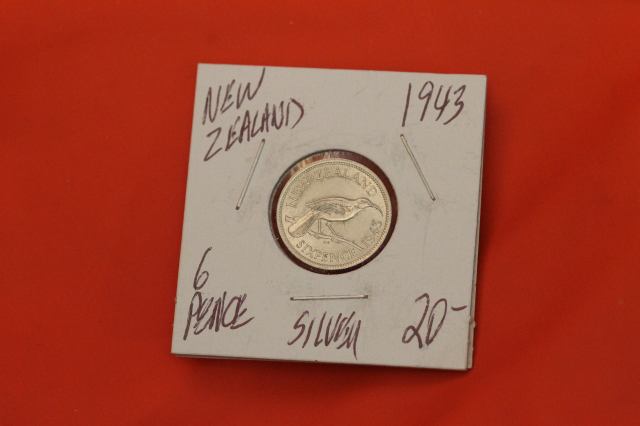 NEW
ZEALAND
1943
NEW ZEALAND
SIXPENCE 1943
6
PENCE
SILVER
20-